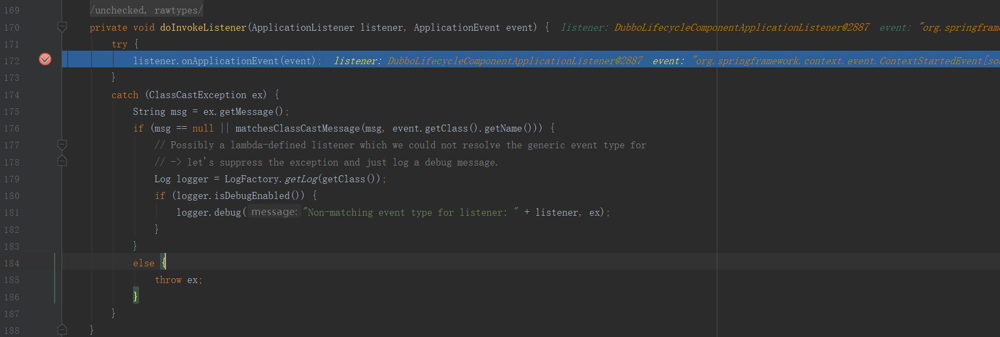 169 /unchecked, rawtypes/
170 private void doInvokeListener(ApplicationListener listener, ApplicationEvent event) { listener: DubboLifecycleComponentApplicationListener@2887 event: "org.springframe
171 try {
172 listener.onApplicationEvent(event); listener: DubboLifecycleComponentApplicationListener@2887 event: "org.springframework.context.event.ContextStartedEvent[so
173 }
174 catch (ClassCastException ex) {
175 String msg = ex.getMessage();
176 if (msg == null || matchesClassCastMessage(msg, event.getClass().getName())) {
177 // Possibly a lambda-defined listener which we could not resolve the generic event type for
178 // -> let's suppress the exception and just log a debug message.
179 Log logger = LogFactory.getLog(getClass());
180 if (logger.isDebugEnabled()) {
181 logger.debug( message: "Non-matching event type for listener: " + listener, ex);
182 }
183 }
184 else {
185 throw ex;
186 }
187 }
188 }